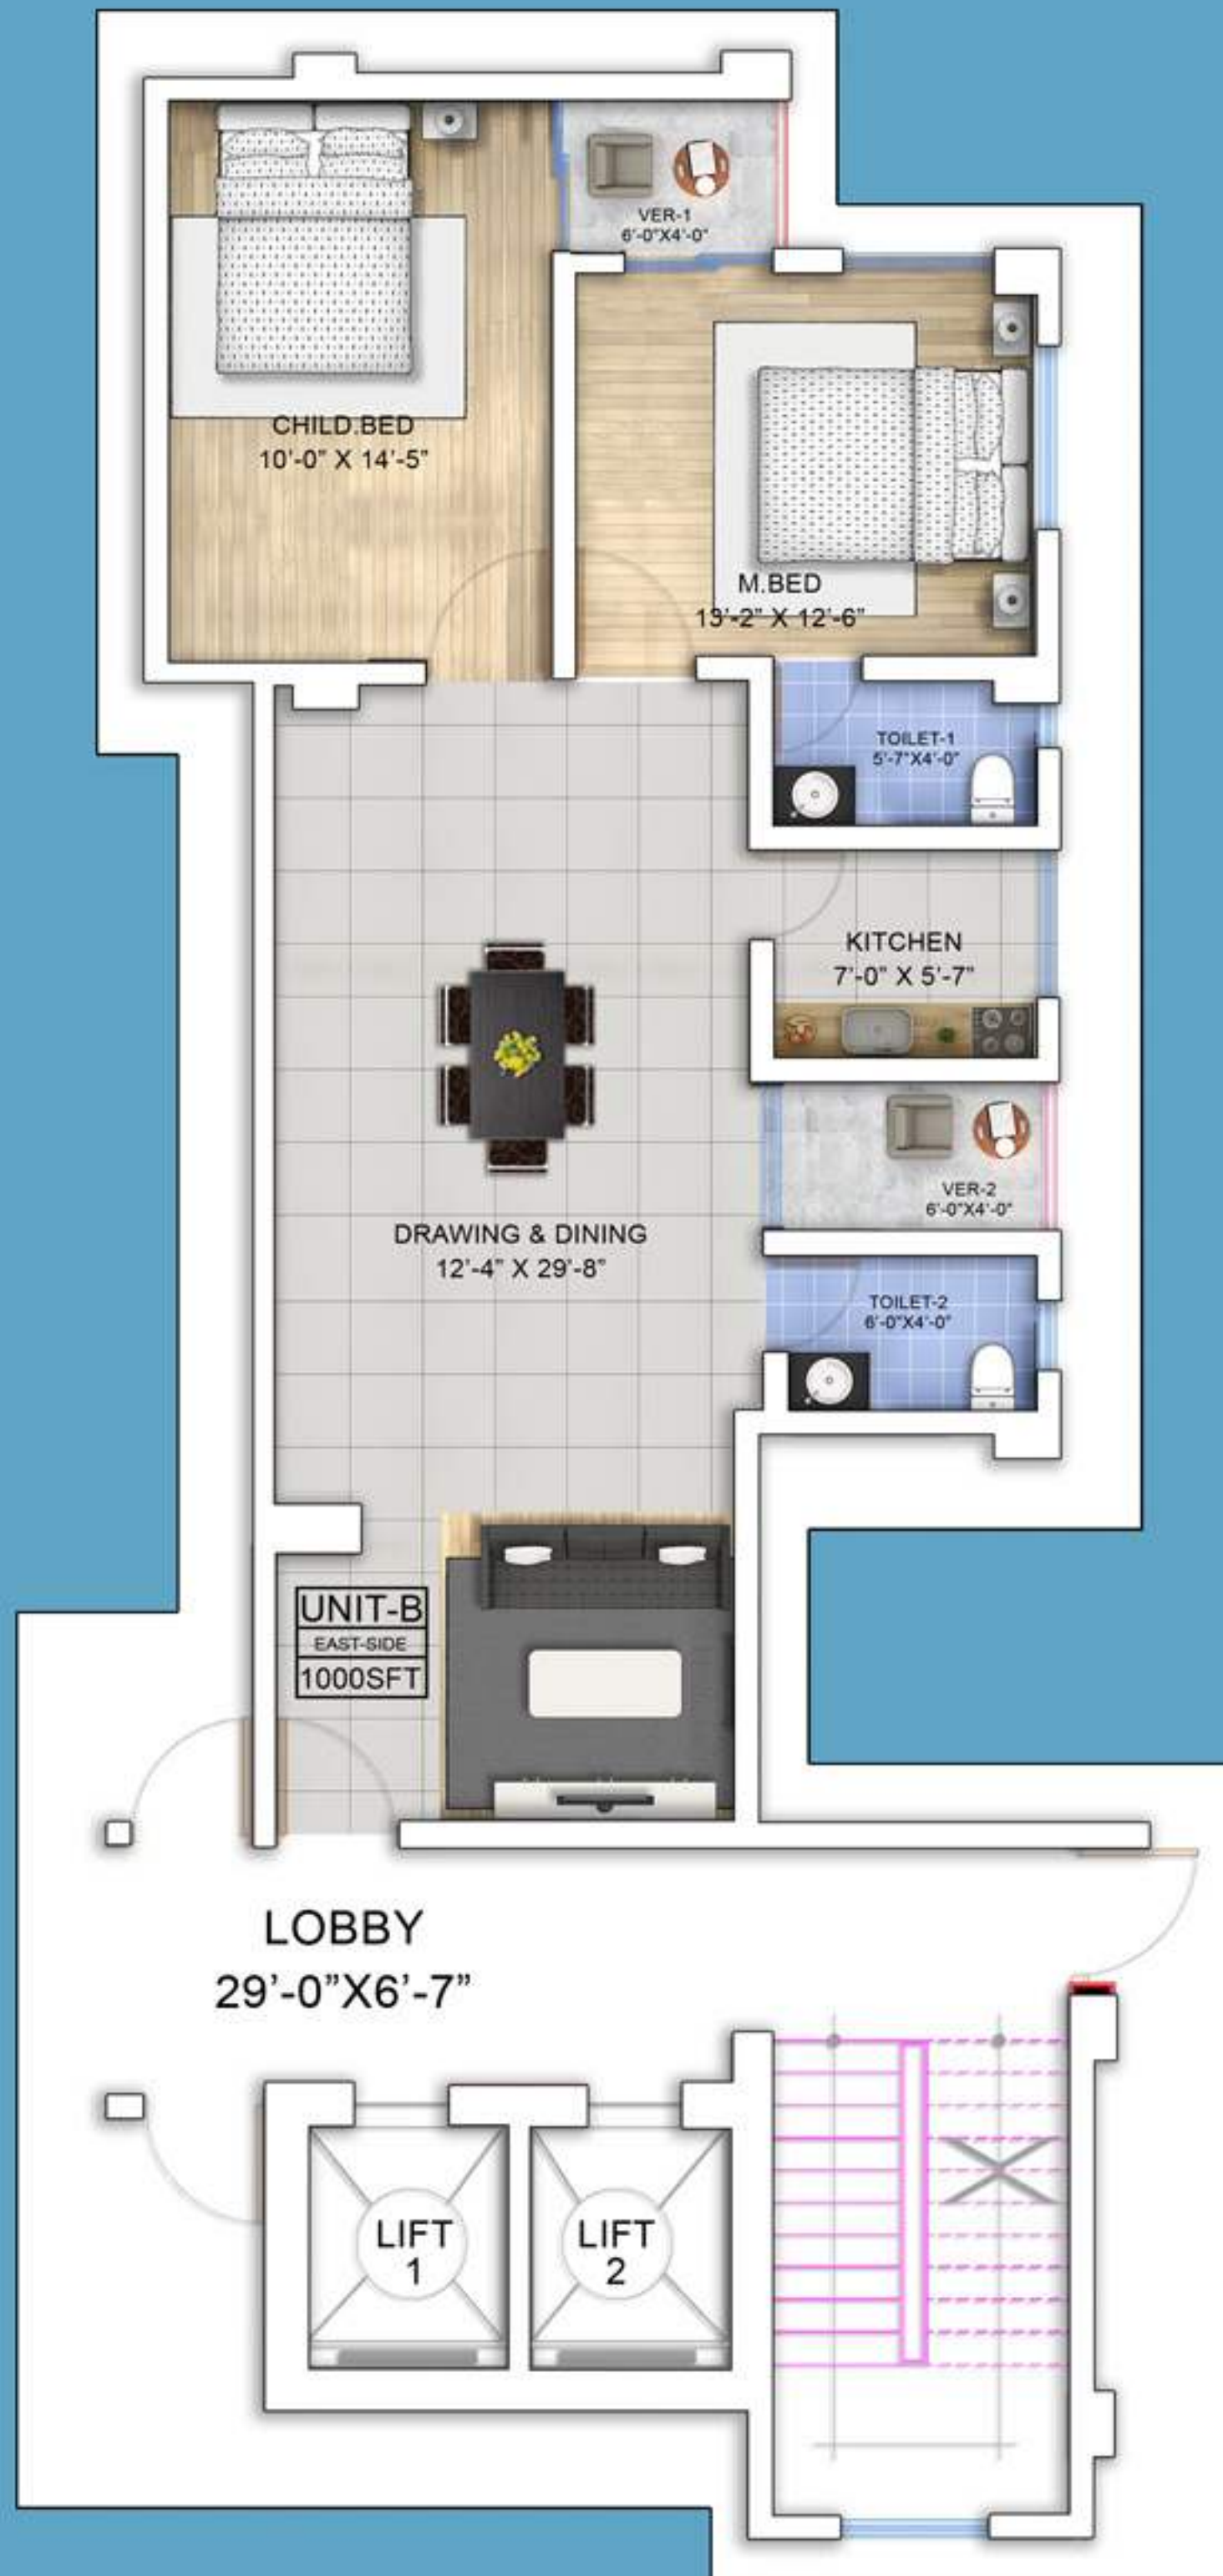 VER-1
6'-0"X4'-0"
CHILD.BED
10'-0" X 14'-5"
M.BED
13'-2" X 12'-6"
TOILET-1
5'-7"X4'-0"
KITCHEN
7'-0" X 5'-7"
VER-2
6'-0"X4'-0"
DRAWING & DINING
12'-4" X 29'-8"
TOILET-2
6'-0"X4'-0"
UNIT-B
EAST-SIDE
1000SFT
LOBBY
29'-0"X6'-7"
LIFT
1
LIFT
2